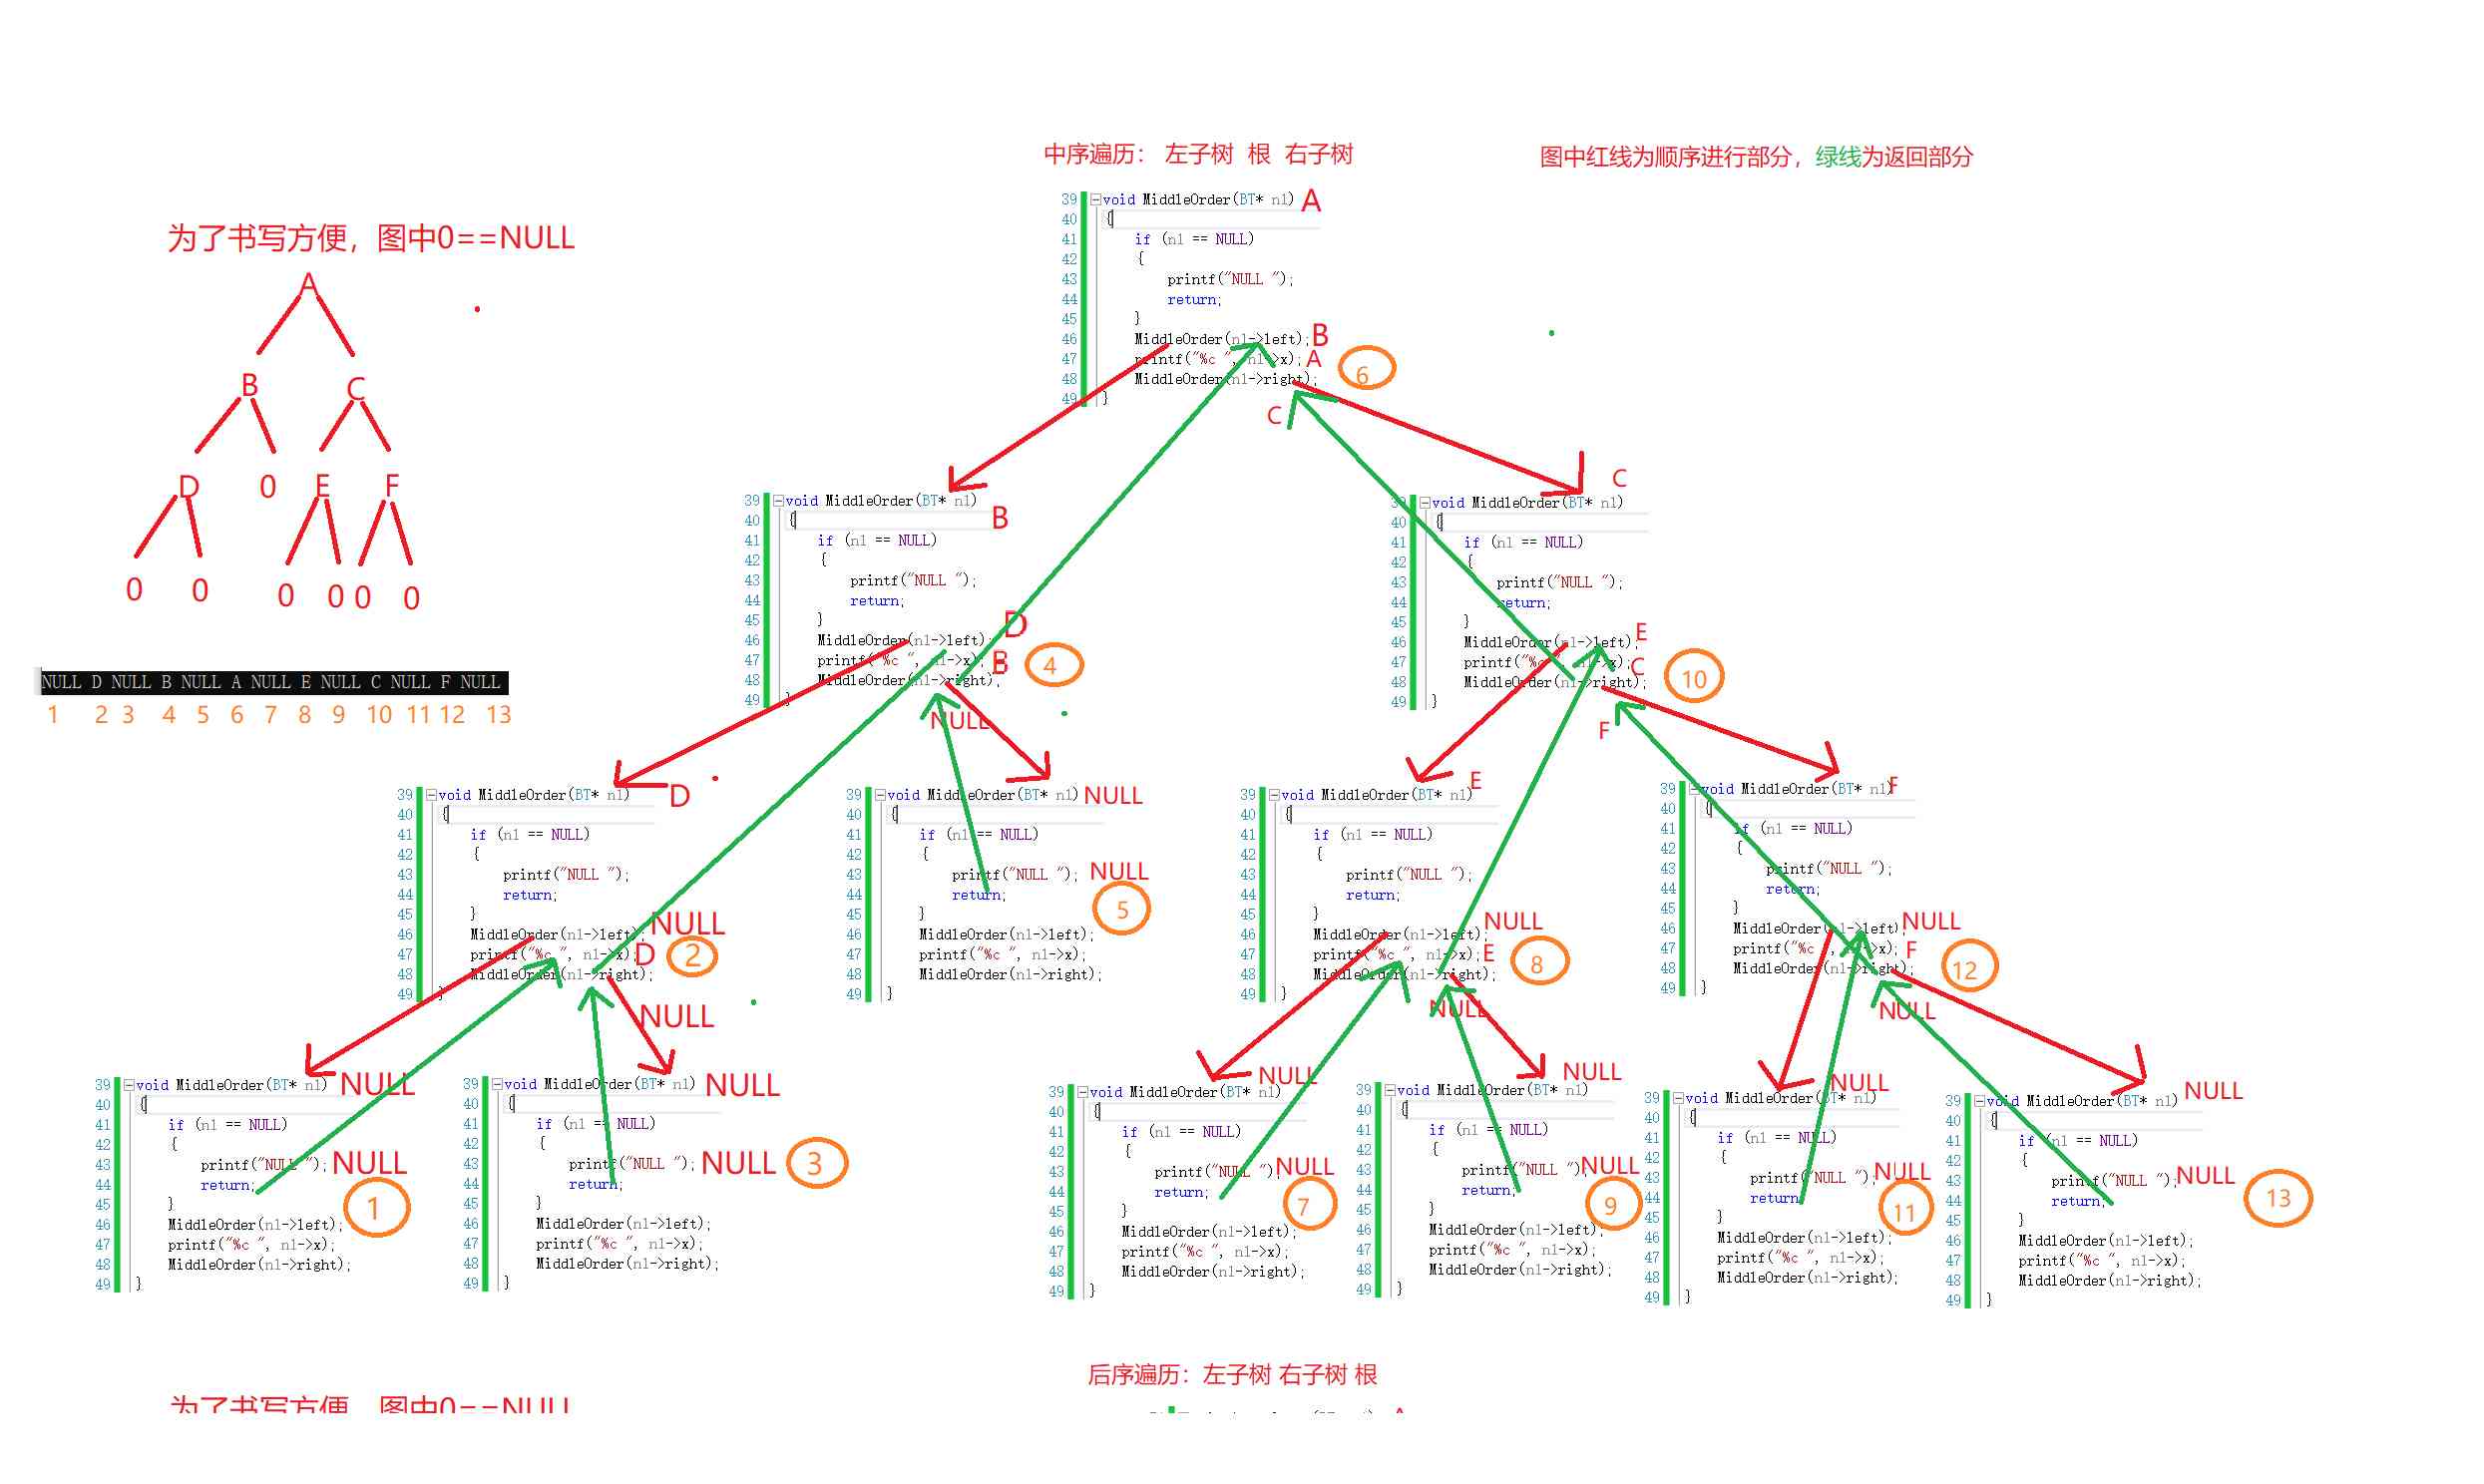 中序遍历： 左子树 根 右子树
图中红线为顺序进行部分，绿线为返回部分
为了书写方便，图中0==NULL
A
B C
D 0 E F
0 0 0 0 0 0
NULL D NULL B NULL A NULL E NULL C NULL F NULL
1 2 3 4 5 6 7 8 9 10 11 12 13
39 void MiddleOrder(BT* n1) A
40 {
41 if (n1 == NULL)
42 {
43 printf("NULL ");
44 return;
45 }
46 MiddleOrder(n1->left); B
47 printf("%c ", n1->x); A 6
48 MiddleOrder(n1->right);
49 }
C
39 void MiddleOrder(BT* n1)
40 { B
41 if (n1 == NULL)
42 {
43 printf("NULL ");
44 return;
45 }
46 MiddleOrder(n1->left); D
47 printf("%c ", n1->x); B 4
48 MiddleOrder(n1->right);
49 }
NULL
C
39 void MiddleOrder(BT* n1)
40 {
41 if (n1 == NULL)
42 {
43 printf("NULL ");
44 return;
45 }
46 MiddleOrder(n1->left); E
47 printf("%c ", n1->x); C 10
48 MiddleOrder(n1->right);
49 }
F
39 void MiddleOrder(BT* n1) D
40 {
41 if (n1 == NULL)
42 {
43 printf("NULL ");
44 return;
45 }
46 MiddleOrder(n1->left); NULL
47 printf("%c ", n1->x); D 2
48 MiddleOrder(n1->right);
49 }
NULL
39 void MiddleOrder(BT* n1) NULL
40 {
41 if (n1 == NULL)
42 {
43 printf("NULL "); NULL
44 return; 5
45 }
46 MiddleOrder(n1->left);
47 printf("%c ", n1->x);
48 MiddleOrder(n1->right);
49 }
E
39 void MiddleOrder(BT* n1)
40 {
41 if (n1 == NULL)
42 {
43 printf("NULL ");
44 return;
45 }
46 MiddleOrder(n1->left); NULL
47 printf("%c ", n1->x); E 8
48 MiddleOrder(n1->right);
49 }
NULL
39 void MiddleOrder(BT* n1) F
40 {
41 if (n1 == NULL)
42 {
43 printf("NULL ");
44 return;
45 }
46 MiddleOrder(n1->left); NULL
47 printf("%c ", n1->x); F 12
48 MiddleOrder(n1->right);
49 }
NULL
39 void MiddleOrder(BT* n1) NULL
40 {
41 if (n1 == NULL)
42 {
43 printf("NULL "); NULL
44 return; 1
45 }
46 MiddleOrder(n1->left);
47 printf("%c ", n1->x);
48 MiddleOrder(n1->right);
49 }
39 void MiddleOrder(BT* n1) NULL
40 {
41 if (n1 == NULL)
42 {
43 printf("NULL "); NULL 3
44 return;
45 }
46 MiddleOrder(n1->left);
47 printf("%c ", n1->x);
48 MiddleOrder(n1->right);
49 }
NULL
39 void MiddleOrder(BT* n1)
40 {
41 if (n1 == NULL)
42 {
43 printf("NULL ") NULL
44 return; 7
45 }
46 MiddleOrder(n1->left);
47 printf("%c ", n1->x);
48 MiddleOrder(n1->right);
49 }
NULL
39 void MiddleOrder(BT* n1)
40 {
41 if (n1 == NULL)
42 {
43 printf("NULL ") NULL
44 return; 9
45 }
46 MiddleOrder(n1->left);
47 printf("%c ", n1->x);
48 MiddleOrder(n1->right);
49 }
NULL
39 void MiddleOrder(BT* n1)
40 {
41 if (n1 == NULL)
42 {
43 printf("NULL "); NULL
44 return 11
45 }
46 MiddleOrder(n1->left);
47 printf("%c ", n1->x);
48 MiddleOrder(n1->right);
49 }
NULL
39 void MiddleOrder(BT* n1)
40 {
41 if (n1 == NULL)
42 {
43 printf("NULL "); NULL 13
44 return;
45 }
46 MiddleOrder(n1->left);
47 printf("%c ", n1->x);
48 MiddleOrder(n1->right);
49 }
后序遍历：左子树 右子树 根
为了书写方便，图中0==NULL